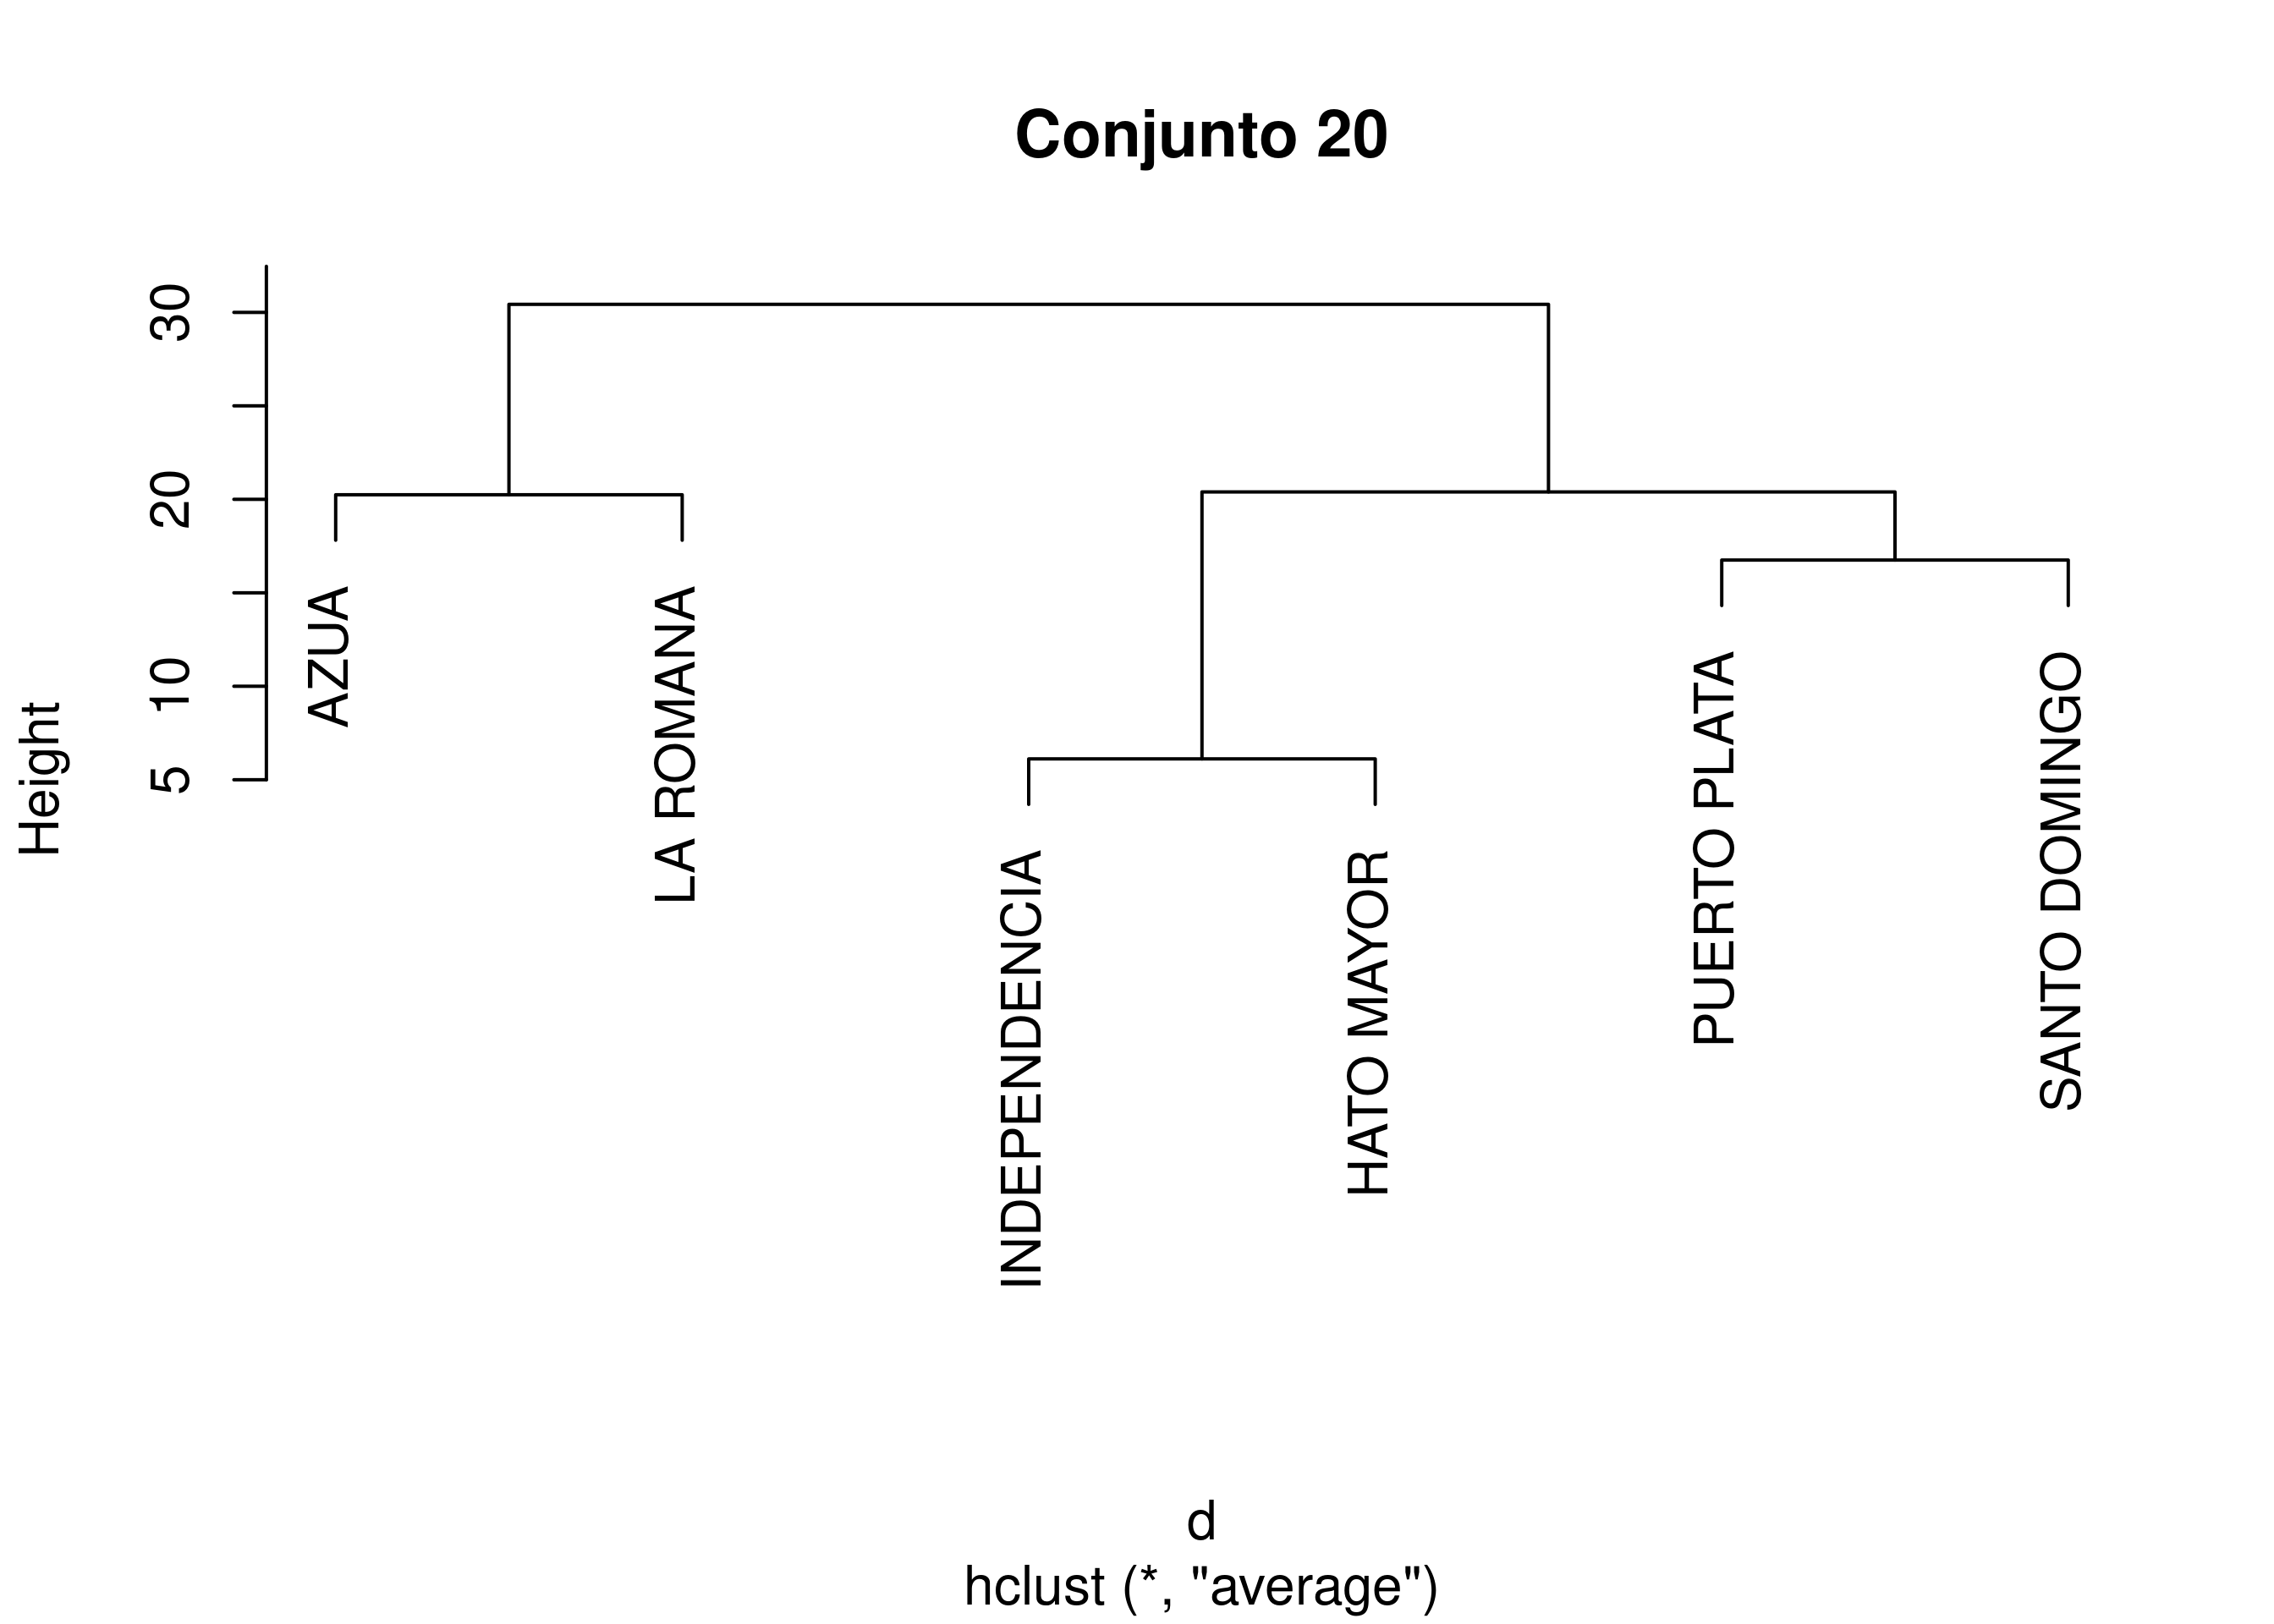 Conjunto 20
Height
30
20
10
5
AZUA
LA ROMANA
INDEPENDENCIA
HATO MAYOR
PUERTO PLATA
SANTO DOMINGO
d
hclust (*, "average")